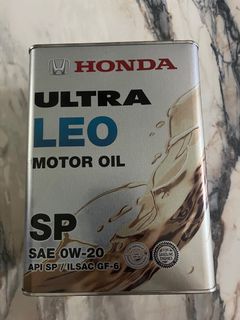 HONDA
ULTRA
LEO
MOTOR OIL
SP
SAE 0W-20
API SP / ILSAC GF-6